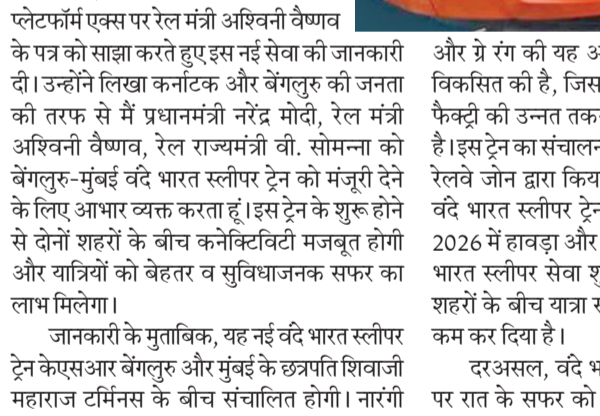 प्लेटफॉर्म एक्स पर रेल मंत्री अश्विनी वैष्णव
के पत्र को साझा करते हुए इस नई सेवा की जानकारी
दी। उन्होंने लिखा कर्नाटक और बेंगलुरु की जनता
की तरफ से मैं प्रधानमंत्री नरेंद्र मोदी, रेल मंत्री
अश्विनी वैष्णव, रेल राज्यमंत्री वी. सोमन्ना को
बेंगलुरु-मुंबई वंदे भारत स्लीपर ट्रेन को मंजूरी देने
के लिए आभार व्यक्त करता हूं।इस ट्रेन के शुरू होने
से दोनों शहरों के बीच कनेक्टिविटी मजबूत होगी
और यात्रियों को बेहतर व सुविधाजनक सफर का
लाभ मिलेगा।
जानकारी के मुताबिक, यह नई वंदे भारत स्लीपर
ट्रेन केएसआर बेंगलुरु और मुंबई के छत्रपति शिवाजी
महाराज टर्मिनस के बीच संचालित होगी। नारंगी
और ग्रे रंग की यह
विकसित की है, जिस
फैक्ट्री की उन्नत तक
है।इस ट्रेन का संचालन
रेलवे जोन द्वारा किय
वंदे भारत स्लीपर ट्रेन
2026 में हावड़ा और
भारत स्लीपर सेवा शु
शहरों के बीच यात्रा
कम कर दिया है।
दरअसल, वंदे भ
पर रात के सफर को